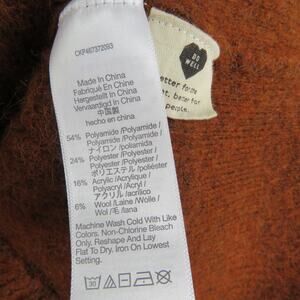 CKP467372093
Made In China
Fabriqué En Chine
Hergestellt In China
Vervaardigd in China
中国製
hecho en china
54% Polyamide /Polyamide/
Polyamid /Polyamide /
ナイロン /poliamida
24% Polyester /Polyester/
Polyester /Polyester /
ポリエステル /poliéster
16% Acrylic /Acrylique /
Polyacryl /Acryl /
アクリル /acrílico
6% Wool /Laine /Wolle /
Wol /毛 /lana
Machine Wash Cold With Like
Colors. Non-Chlorine Bleach
Only. Reshape And Lay
Flat To Dry. Iron On Lowest
Setting.
30
DO
WELL
better for
better for
people.